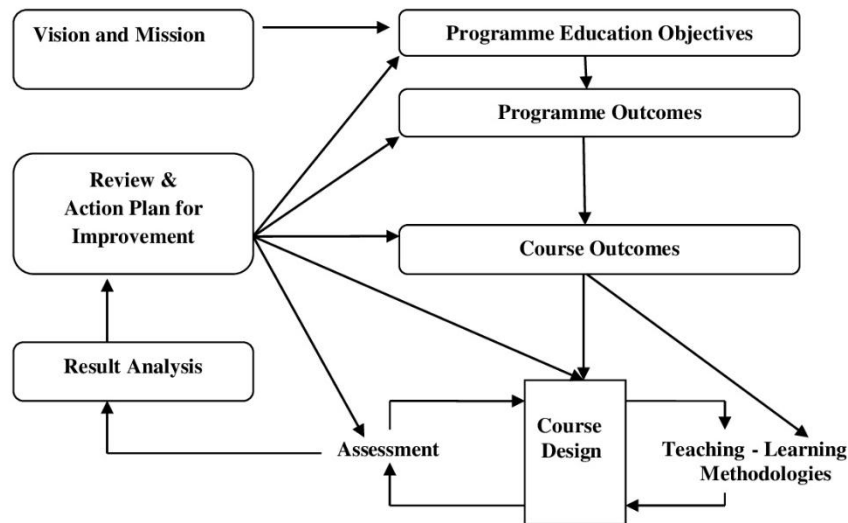 Vision and Mission
Programme Education Objectives
Programme Outcomes
Review &
Action Plan for
Improvement
Course Outcomes
Result Analysis
Assessment
Course
Design
Teaching - Learning
Methodologies